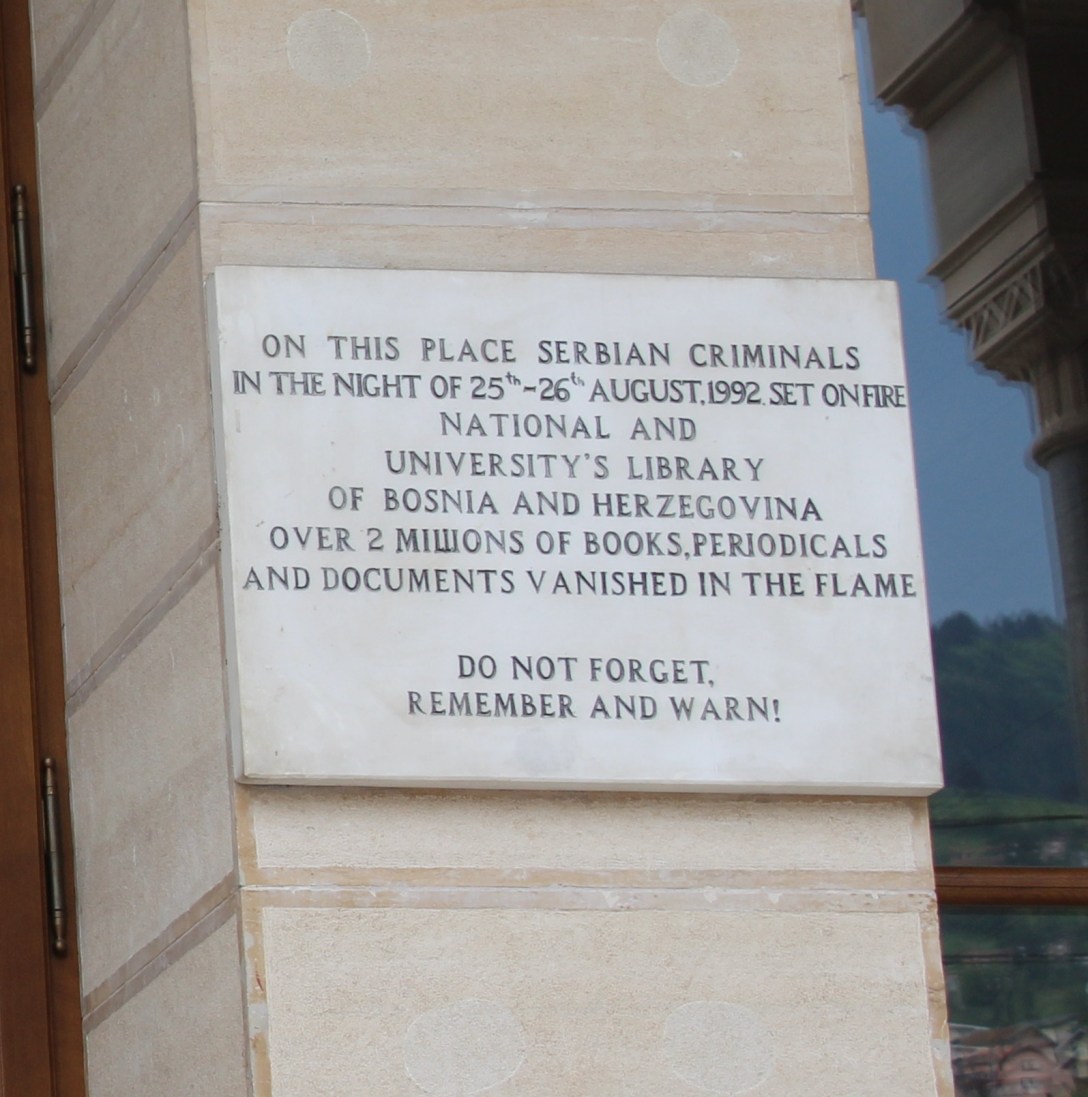 ON THIS PLACE SERBIAN CRIMINALS
IN THE NIGHT OF 25th-26th AUGUST, 1992. SET ON FIRE
NATIONAL AND
UNIVERSITY'S LIBRARY
OF BOSNIA AND HERZEGOVINA
OVER 2 MILLIONS OF BOOKS, PERIODICALS
AND DOCUMENTS VANISHED IN THE FLAME
DO NOT FORGET,
REMEMBER AND WARN!